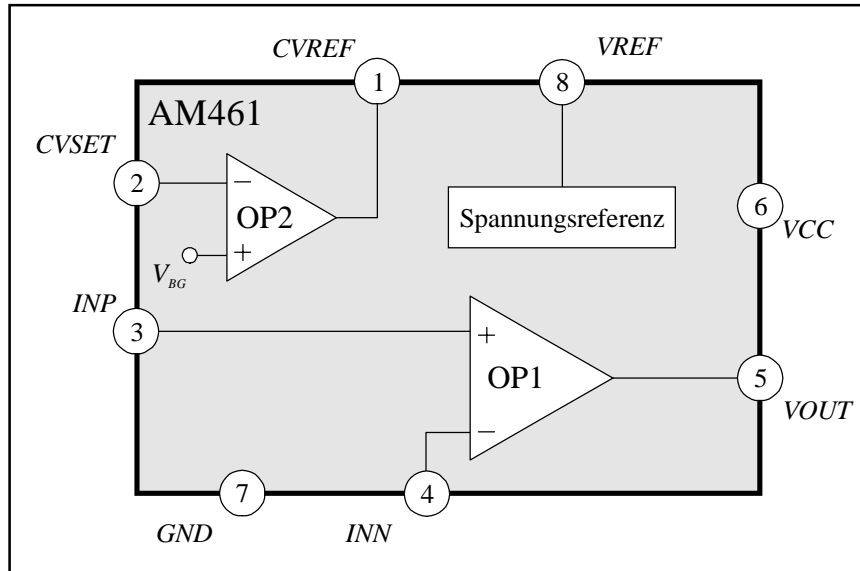 CVREF
VREF
1
8
AM461
CVSET
2
−
OP2
+
V_BG
Spannungsreferenz
6
VCC
INP
3
+
OP1
−
5
VOUT
7
4
GND
INN